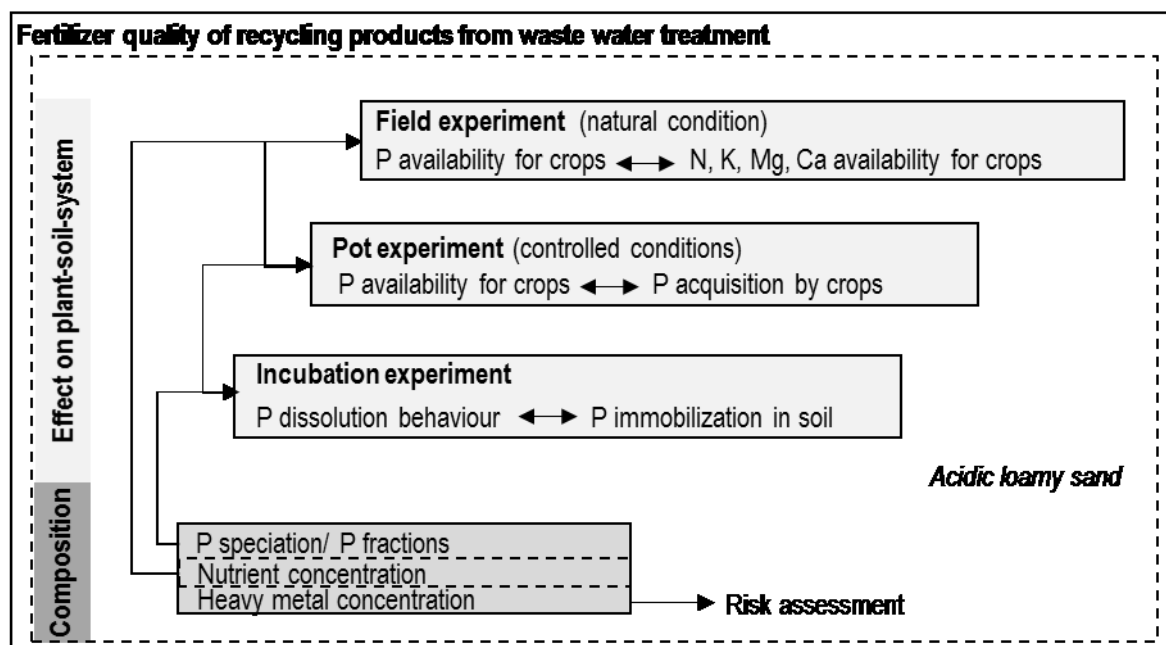 Fertilizer quality of recycling products from waste water treatment
Effect on plant-soil-system
Field experiment (natural condition)
P availability for crops N, K, Mg, Ca availability for crops
Pot experiment (controlled conditions)
P availability for crops P acquisition by crops
Incubation experiment
P dissolution behaviour P immobilization in soil
Acidic loamy sand
Composition
P speciation/ P fractions
Nutrient concentration
Heavy metal concentration
Risk assessment